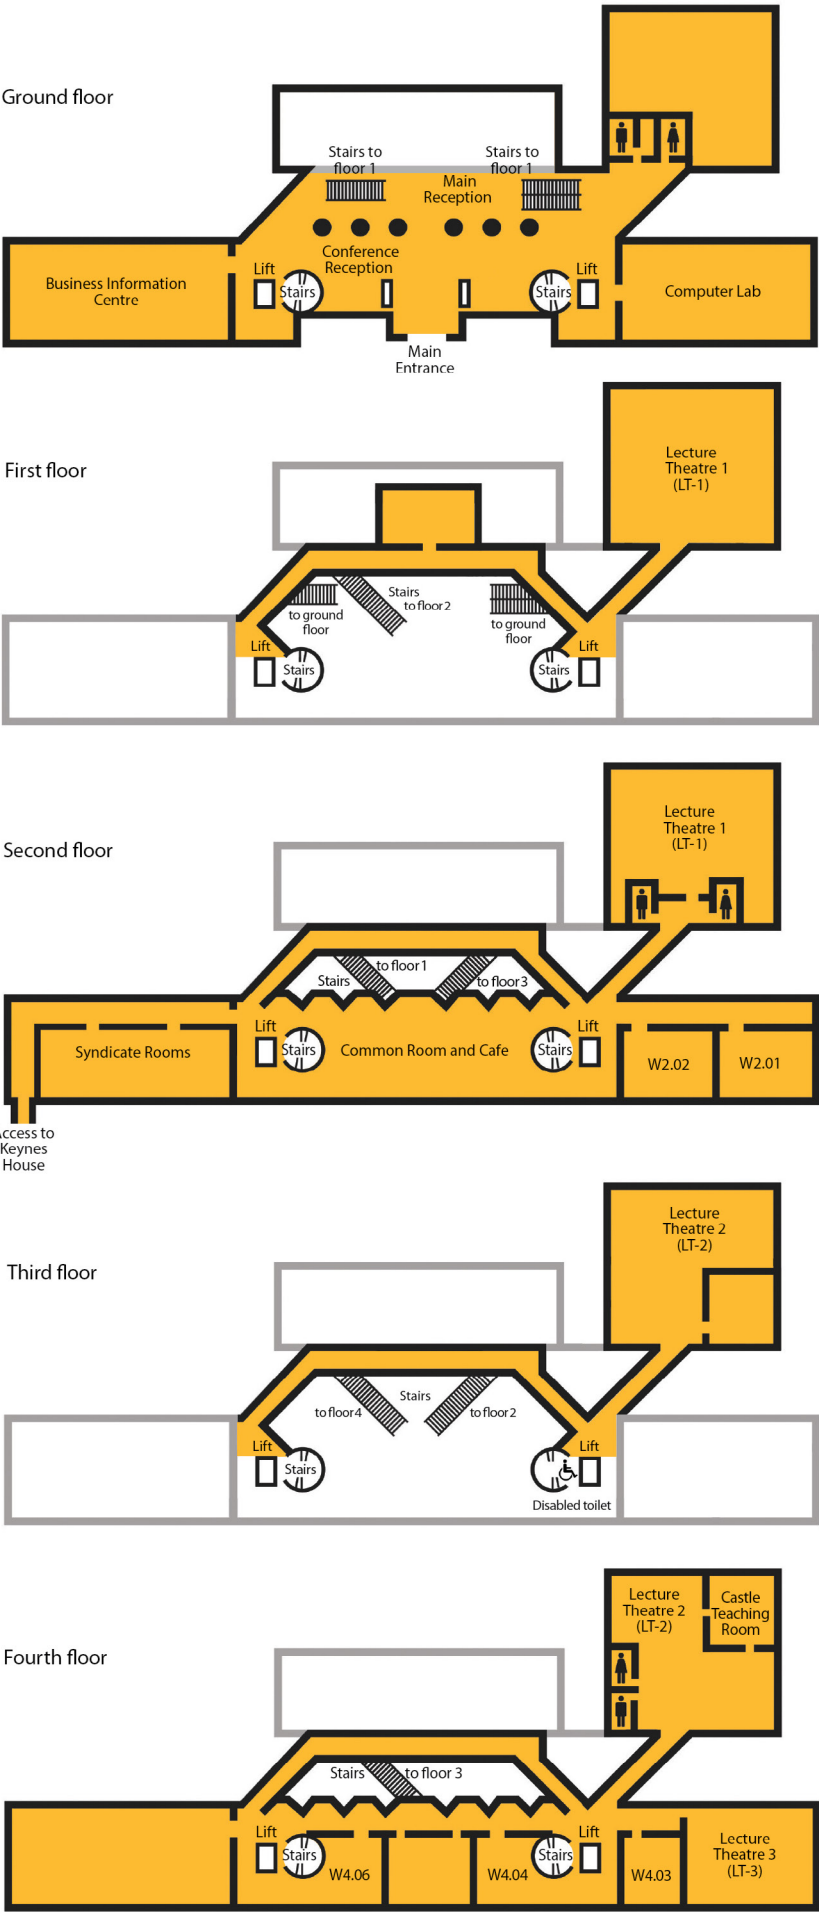 Ground floor
Stairs to
floor 1
Stairs to
floor 1
Main
Reception
Conference
Reception
Business Information
Centre
Lift
Stairs
Stairs
Lift
Computer Lab
Main
Entrance
First floor
Lecture
Theatre 1
(LT-1)
Stairs
to floor 2
to ground
floor
to ground
floor
Lift
Stairs
Stairs
Lift
Second floor
Lecture
Theatre 1
(LT-1)
to floor 1
Stairs
to floor 3
Syndicate Rooms
Lift
Stairs
Common Room and Cafe
Stairs
Lift
W2.02
W2.01
ccess to
Keynes
House
Third floor
Lecture
Theatre 2
(LT-2)
Stairs
to floor 4
to floor 2
Lift
Stairs
Lift
Disabled toilet
Fourth floor
Lecture
Theatre 2
(LT-2)
Castle
Teaching
Room
Stairs
to floor 3
Lift
Stairs
W4.06
W4.04
Stairs
Lift
W4.03
Lecture
Theatre 3
(LT-3)